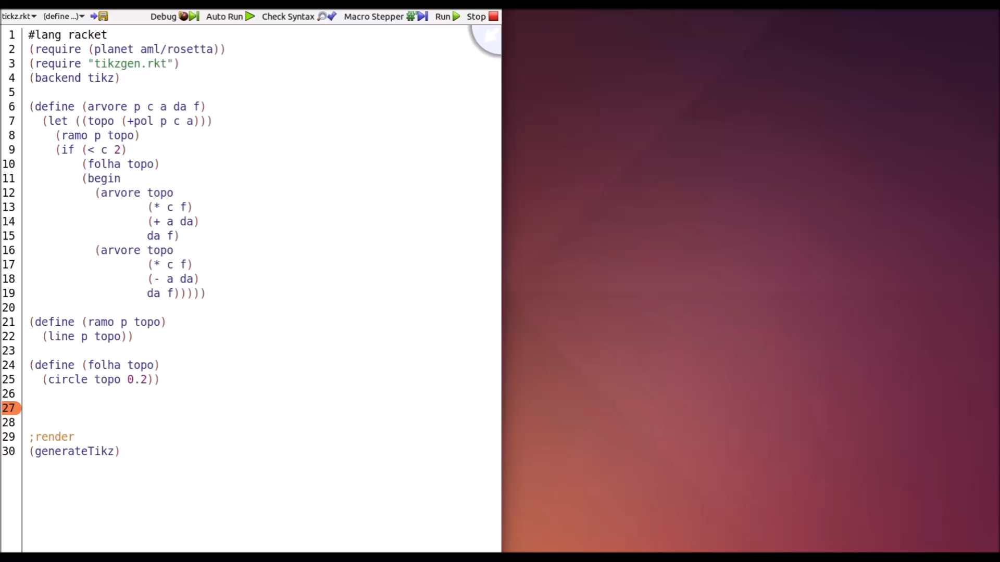 tickz.rkt (define ...) Debug Auto Run Check Syntax Macro Stepper Run Stop
1 #lang racket
2 (require (planet aml/rosetta))
3 (require "tikzgen.rkt")
4 (backend tikz)
5
6 (define (arvore p c a da f)
7   (let ((topo (+pol p c a)))
8     (ramo p topo)
9     (if (< c 2)
10         (folha topo)
11         (begin
12           (arvore topo
13                   (* c f)
14                   (+ a da)
15                   da f)
16           (arvore topo
17                   (* c f)
18                   (- a da)
19                   da f)))))
20
21 (define (ramo p topo)
22   (line p topo))
23
24 (define (folha topo)
25   (circle topo 0.2))
26
27
28
29 ;render
30 (generateTikz)